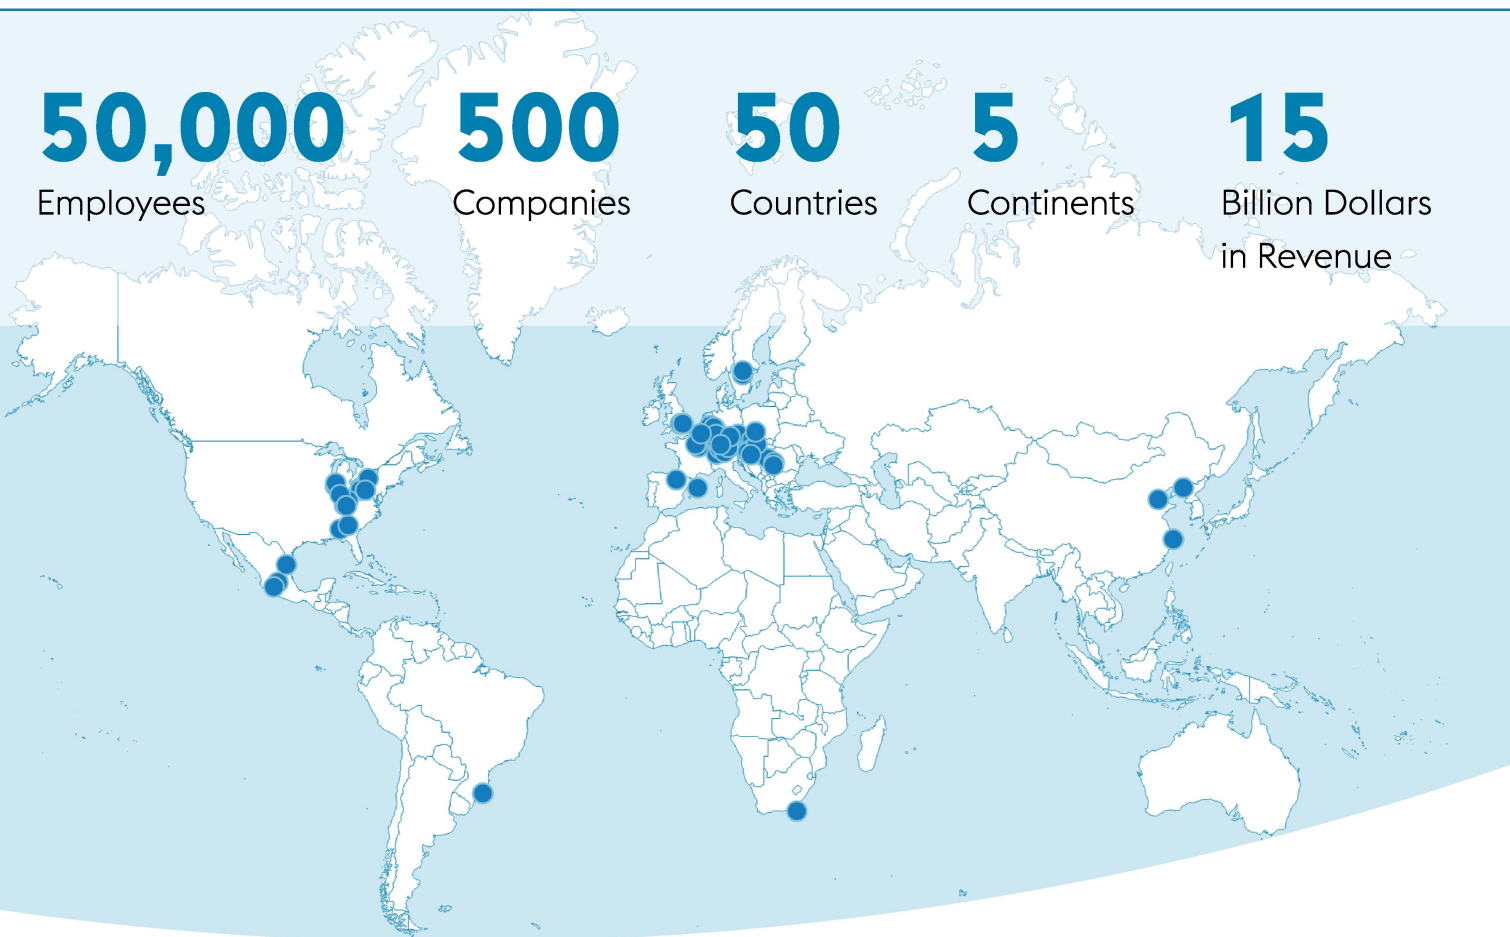 50,000
Employees
500
Companies
50
Countries
5
Continents
15
Billion Dollars
in Revenue